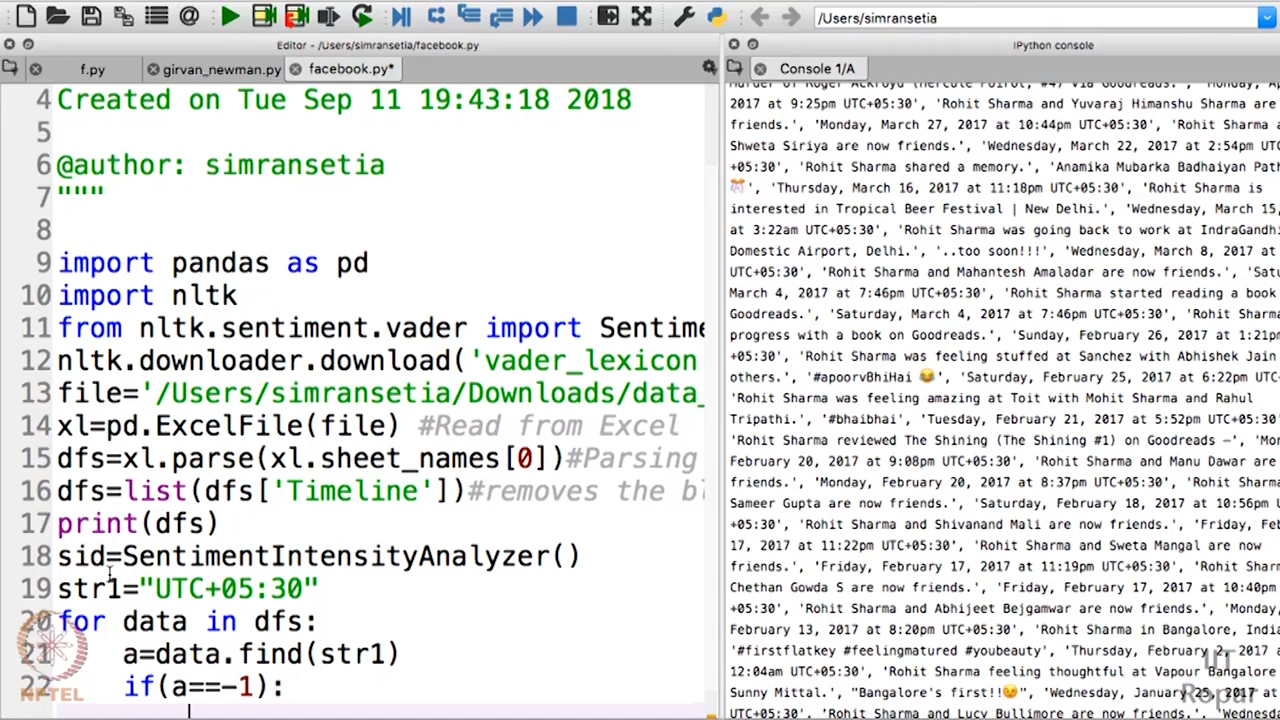 /Users/simransetia
Editor - /Users/simransetia/facebook.py
f.py
girvan_newman.py
facebook.py*
4 Created on Tue Sep 11 19:43:18 2018
5
6 @author: simransetia
7 """
8
9 import pandas as pd
10 import nltk
11 from nltk.sentiment.vader import Sentime
12 nltk.downloader.download('vader_lexicon
13 file='/Users/simransetia/Downloads/data_
14 xl=pd.ExcelFile(file) #Read from Excel
15 dfs=xl.parse(xl.sheet_names[0])#Parsing
16 dfs=list(dfs['Timeline'])#removes the bl
17 print(dfs)
18 sid=SentimentIntensityAnalyzer()
19 str1="UTC+05:30"
20 for data in dfs:
21 a=data.find(str1)
22 if(a==-1):
NPTEL
IPython console
Console 1/A
Murder of Roger Ackroyd (Hercule Poirot, #4) via Goodreads.', 'Monday, Ap
2017 at 9:25pm UTC+05:30', 'Rohit Sharma and Yuvaraj Himanshu Sharma are
friends.', 'Monday, March 27, 2017 at 10:44pm UTC+05:30', 'Rohit Sharma a
Shweta Siriya are now friends.', 'Wednesday, March 22, 2017 at 2:54pm UTC
+05:30', 'Rohit Sharma shared a memory.', 'Anamika Mubarka Badhaiyan Path
🎊', 'Thursday, March 16, 2017 at 11:18pm UTC+05:30', 'Rohit Sharma is
interested in Tropical Beer Festival | New Delhi.', 'Wednesday, March 15,
at 3:22am UTC+05:30', 'Rohit Sharma was going back to work at IndraGandhi
Domestic Airport, Delhi.', '..too soon!!!', 'Wednesday, March 8, 2017 at
UTC+05:30', 'Rohit Sharma and Mahantesh Amaladar are now friends.', 'Satu
March 4, 2017 at 7:46pm UTC+05:30', 'Rohit Sharma started reading a book
Goodreads.', 'Saturday, March 4, 2017 at 7:46pm UTC+05:30', 'Rohit Sharma
progress with a book on Goodreads.', 'Sunday, February 26, 2017 at 1:21pm
+05:30', 'Rohit Sharma was feeling stuffed at Sanchez with Abhishek Jain
others.', '#apoorvBhiHai 😂', 'Saturday, February 25, 2017 at 6:22pm UTC+
'Rohit Sharma was feeling amazing at Toit with Mohit Sharma and Rahul
Tripathi.', '#bhaibhai', 'Tuesday, February 21, 2017 at 5:52pm UTC+05:30'
'Rohit Sharma reviewed The Shining (The Shining #1) on Goodreads —', 'Mon
February 20, 2017 at 9:08pm UTC+05:30', 'Rohit Sharma and Manu Dawar are
friends.', 'Monday, February 20, 2017 at 8:37pm UTC+05:30', 'Rohit Sharma
Sameer Gupta are now friends.', 'Saturday, February 18, 2017 at 10:56pm
UTC+05:30', 'Rohit Sharma and Shivanand Mali are now friends.', 'Friday,
17, 2017 at 11:22pm UTC+05:30', 'Rohit Sharma and Sweta Mangal are now
friends.', 'Friday, February 17, 2017 at 11:19pm UTC+05:30', 'Rohit Sharm
Chethan Gowda S are now friends.', 'Friday, February 17, 2017 at 10:40pm
+05:30', 'Rohit Sharma and Abhijeet Bejgamwar are now friends.', 'Monday,
February 13, 2017 at 8:20pm UTC+05:30', 'Rohit Sharma in Bangalore, India
'#firstflatkey #feelingmatured #youbeauty', 'Thursday, February 2, 2017 a
12:04am UTC+05:30', 'Rohit Sharma feeling thoughtful at Vapour Bangalore
Sunny Mittal.', "Bangalore's first!!😉", 'Wednesday, January 25, 2017 at
UTC+05:30', 'Rohit Sharma and Lucy Bullimore are now friends.', 'Wednesda
IIT
Ropar